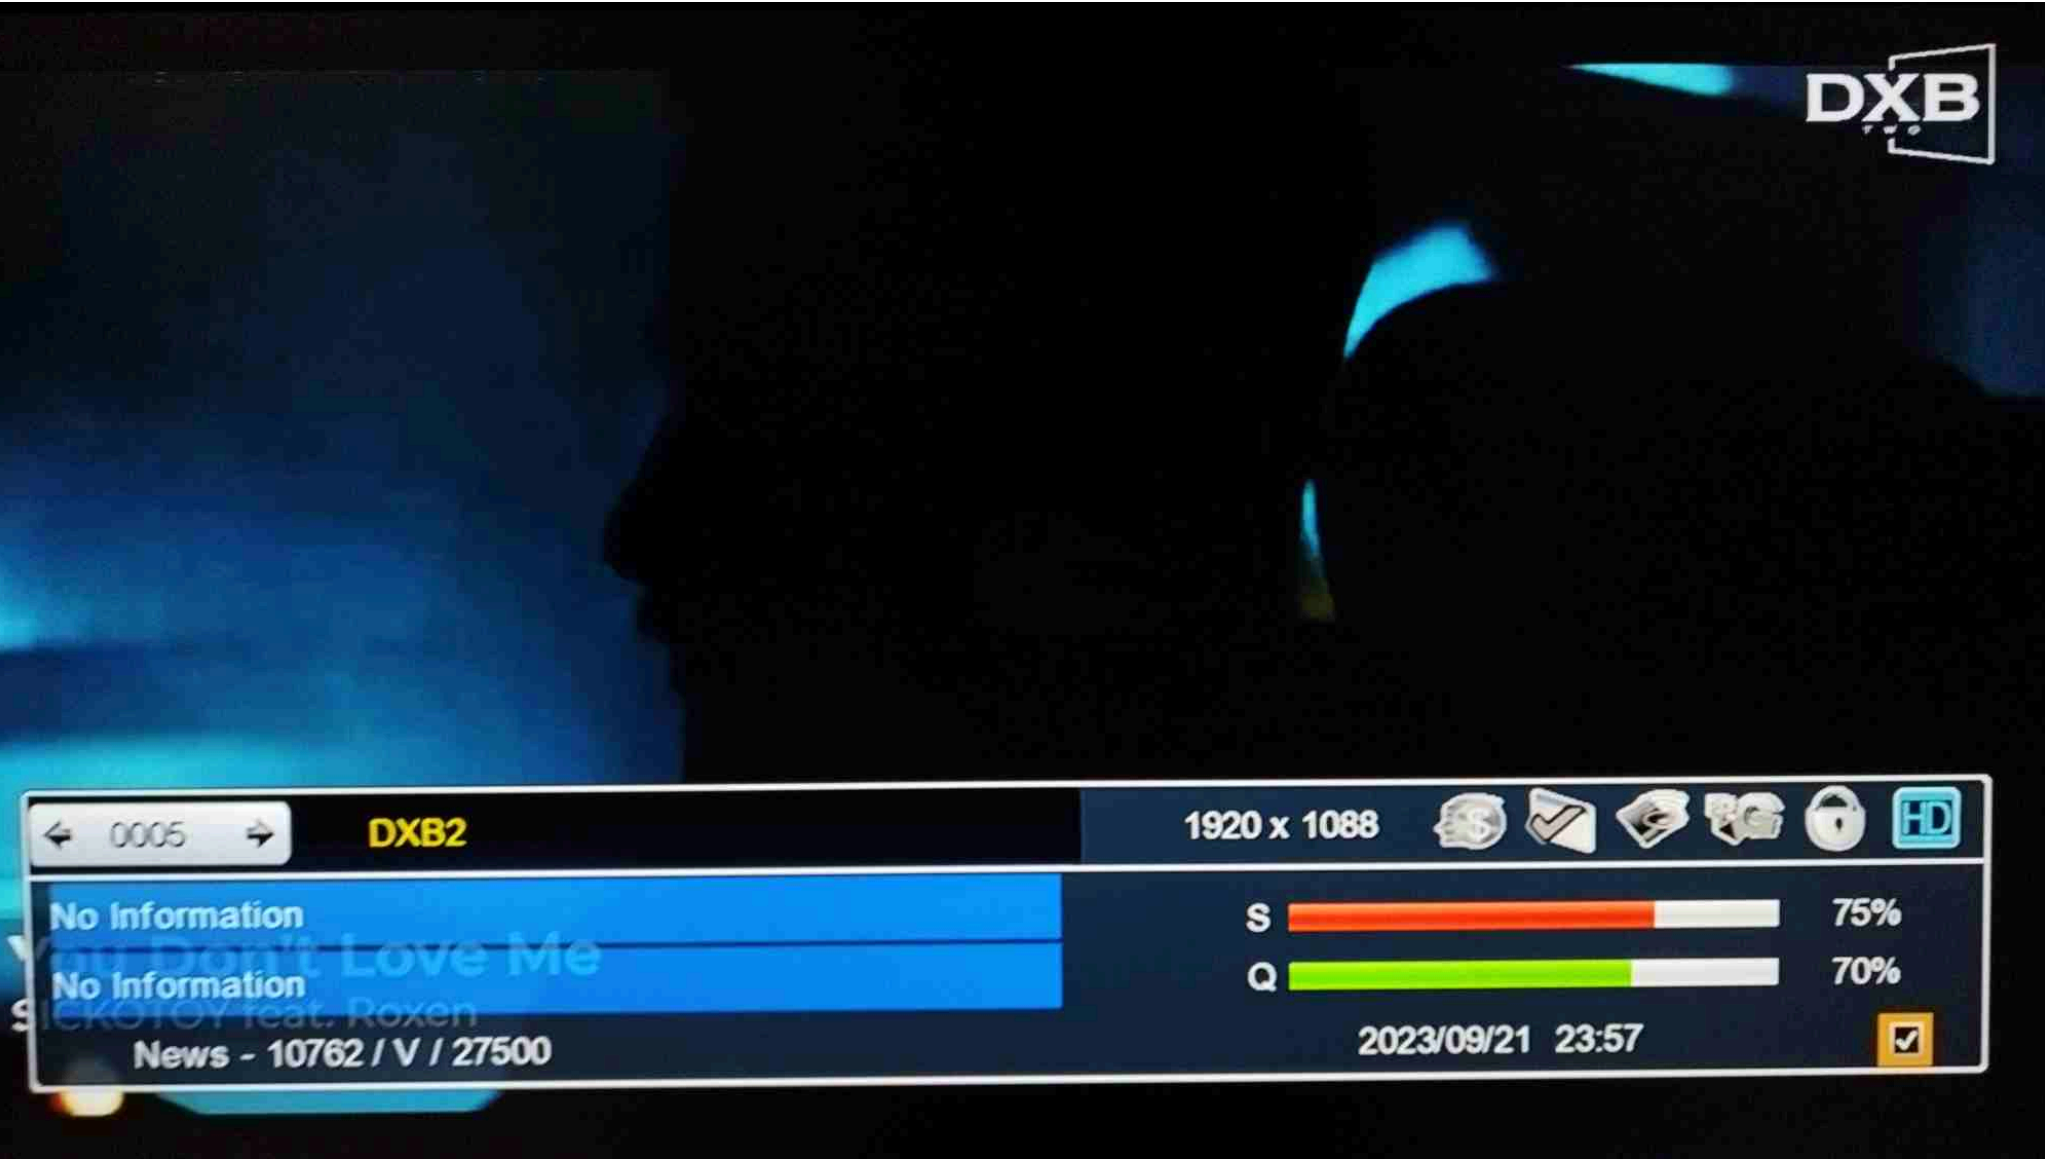 DXB
TWO
0005
DXB2
1920 x 1088
HD
No Information
You Don't Love Me
No Information
SICKOTOY feat. Roxen
News - 10762 / V / 27500
S 75%
Q 70%
2023/09/21 23:57